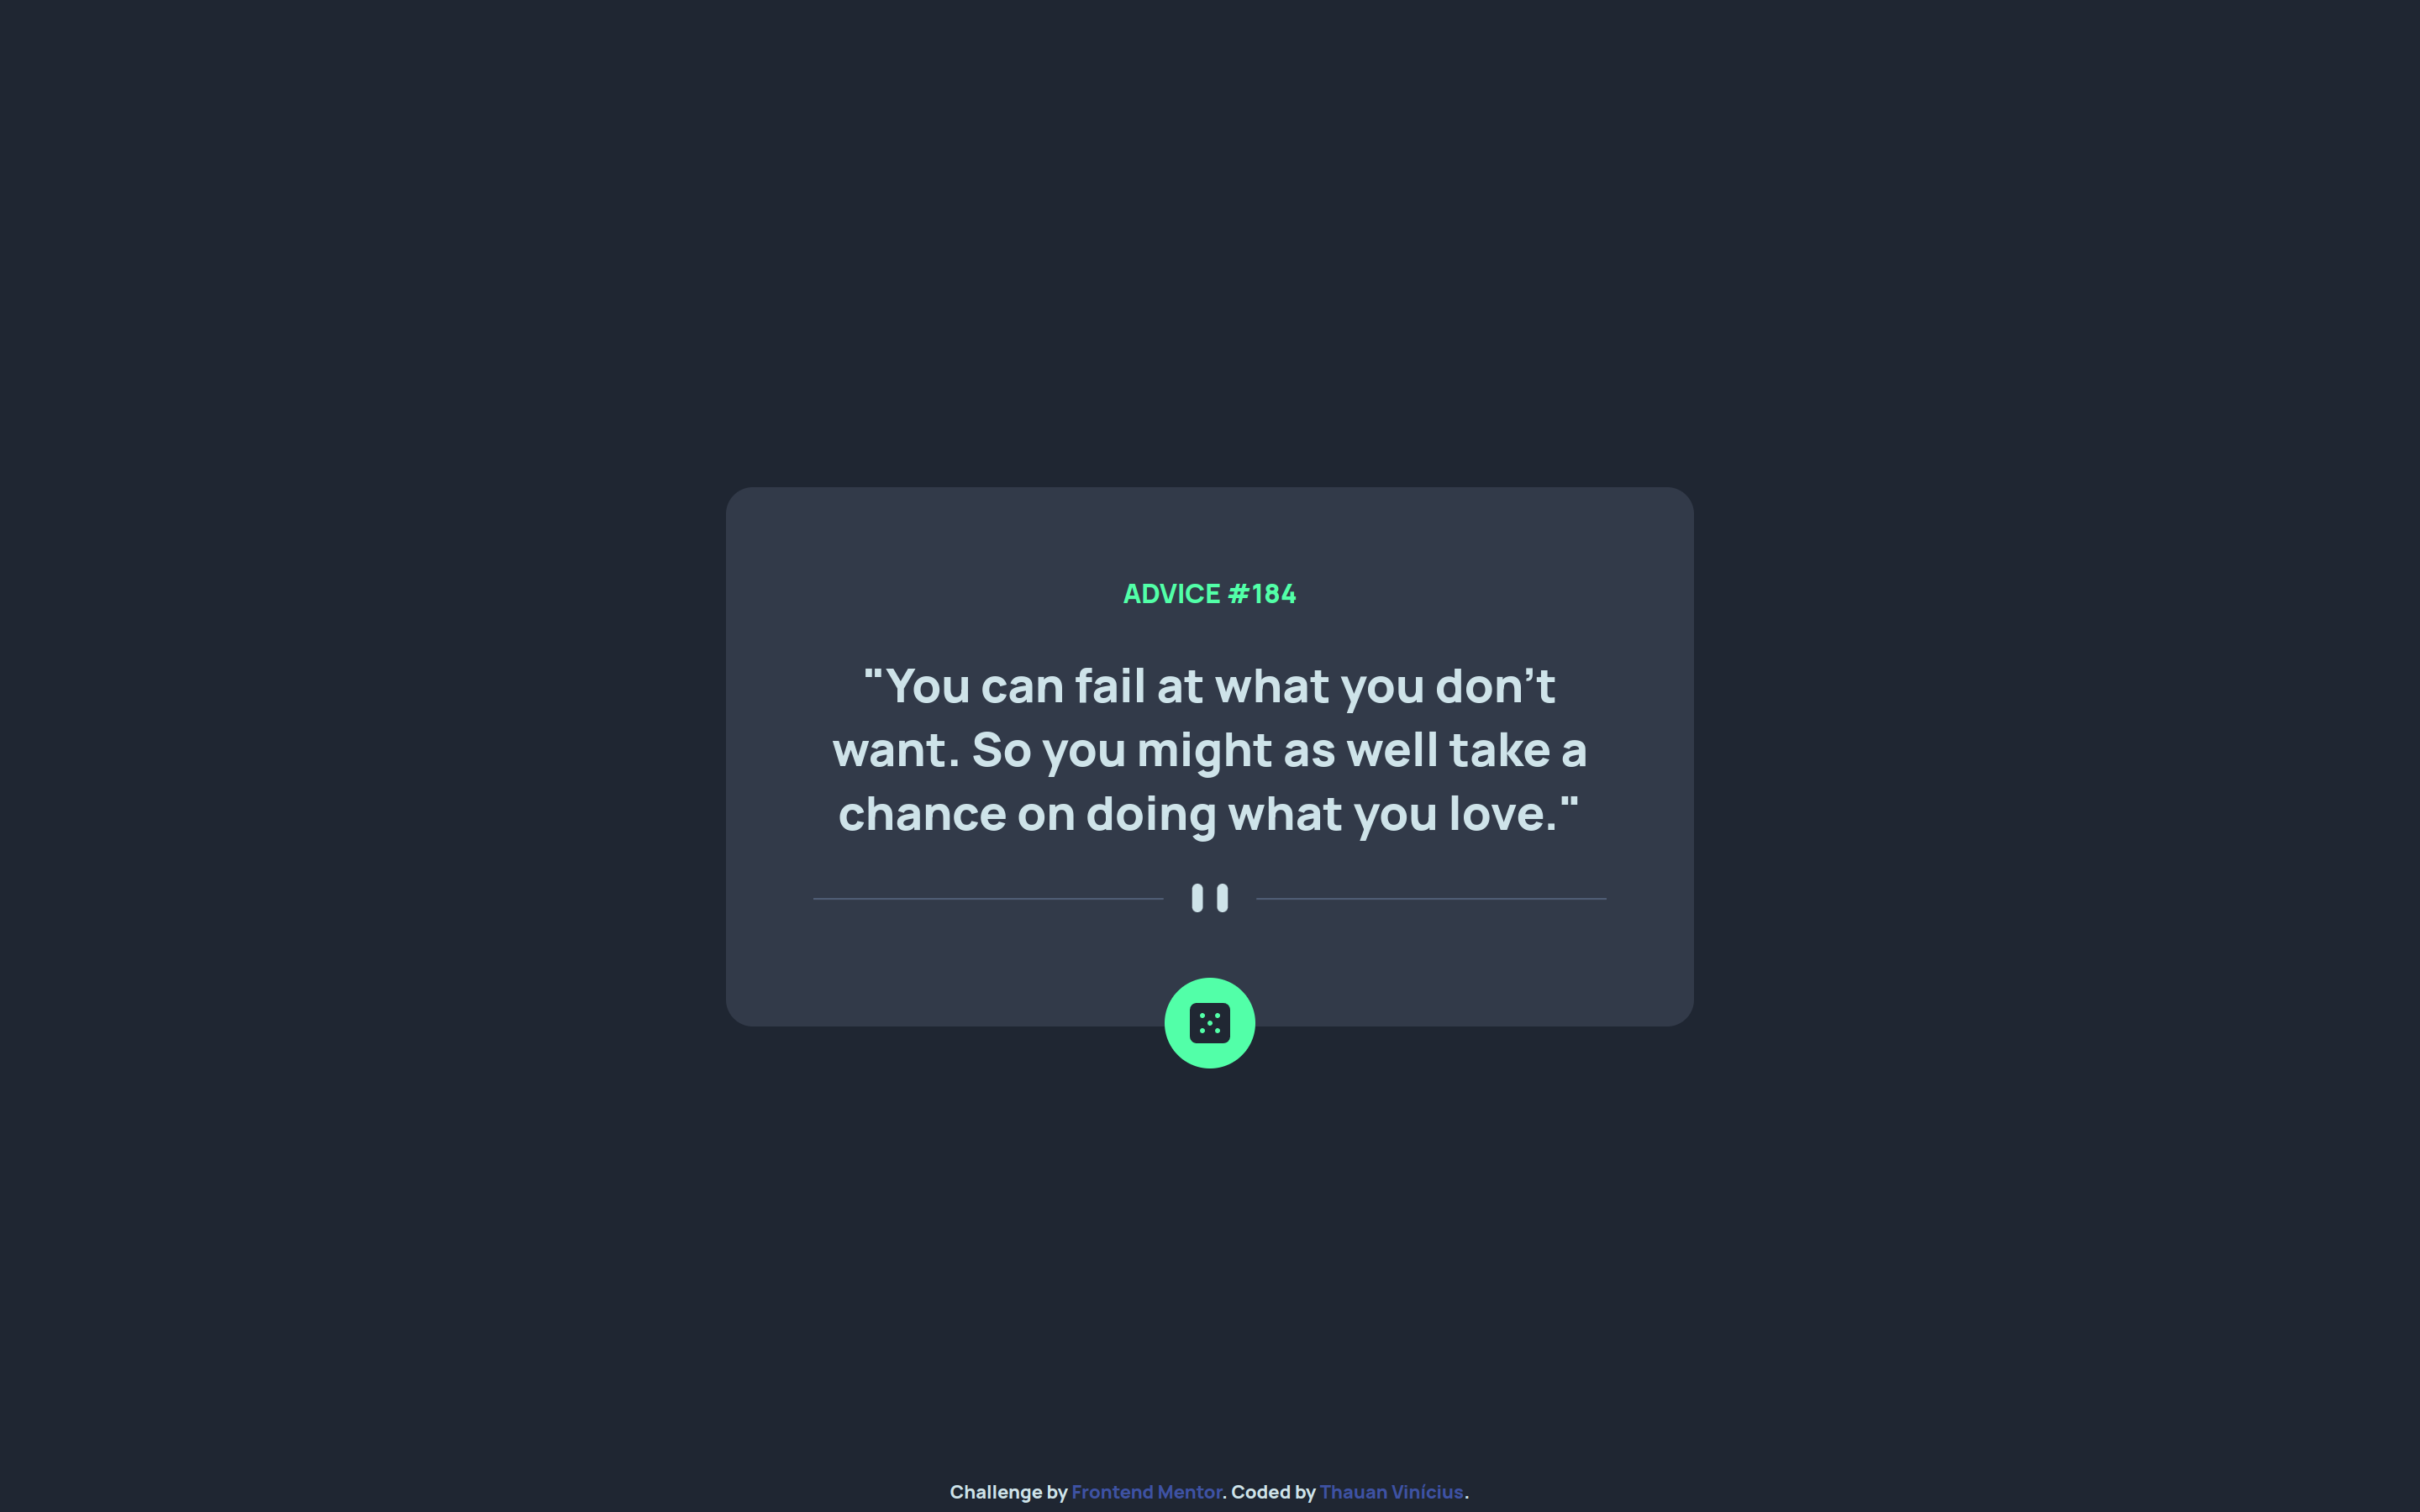 ADVICE #184
"You can fail at what you don’t
want. So you might as well take a
chance on doing what you love."
Challenge by Frontend Mentor. Coded by Thauan Vinícius.